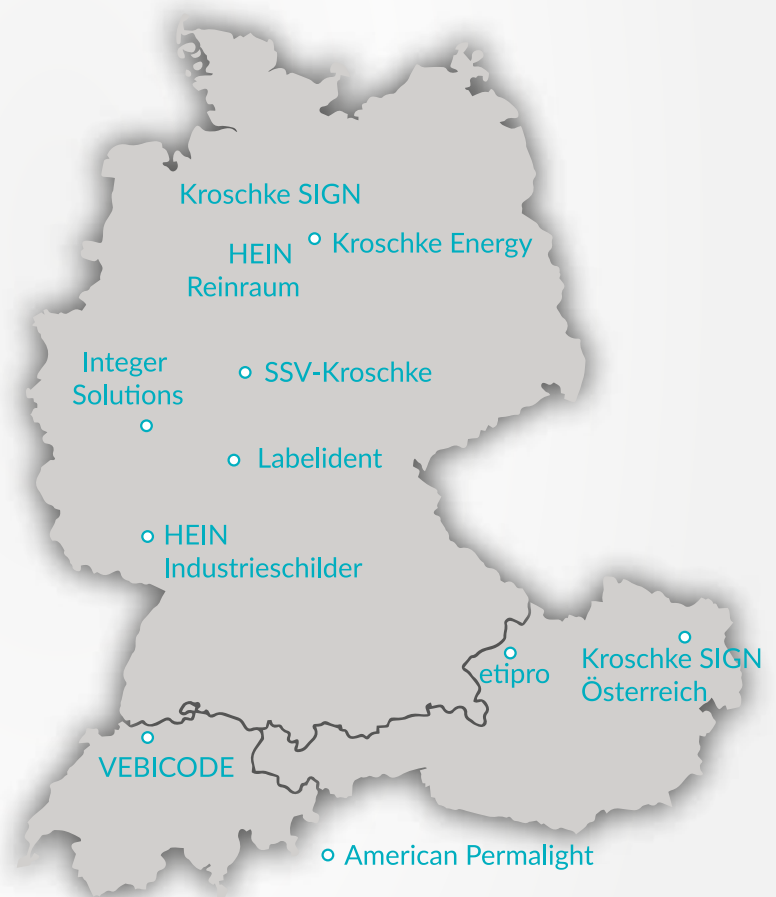 Kroschke SIGN
Kroschke Energy
HEIN
Reinraum
Integer
Solutions
SSV-Kroschke
Labelident
HEIN
Industrieschilder
etipro
Kroschke SIGN
Österreich
VEBICODE
American Permalight